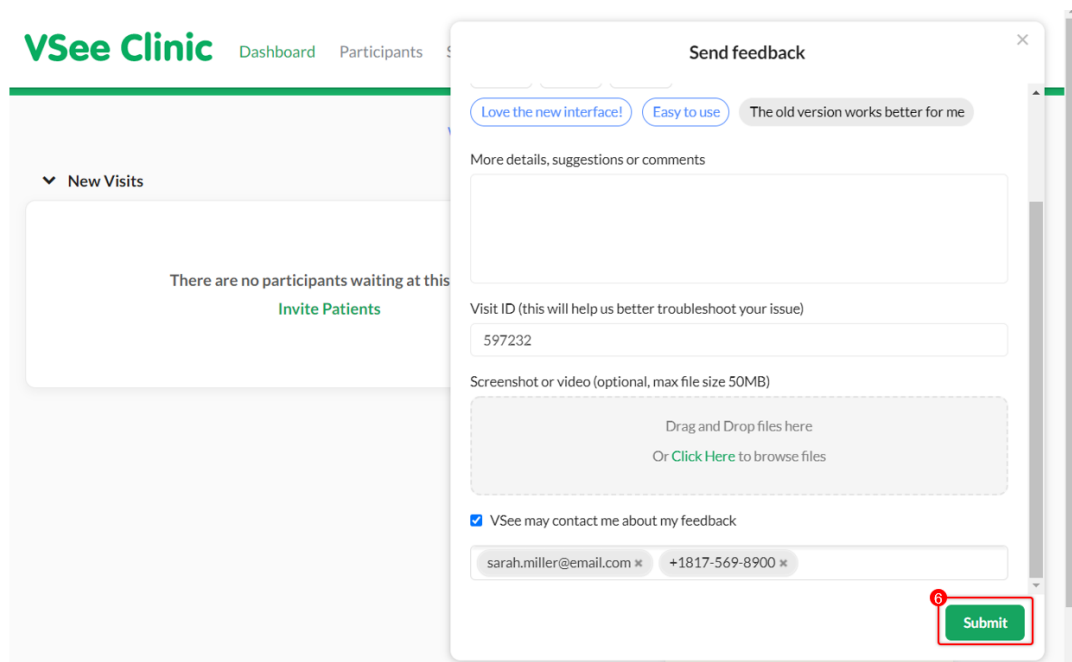 VSee Clinic
Dashboard Participants
Send feedback
Love the new interface! Easy to use The old version works better for me
More details, suggestions or comments
New Visits
There are no participants waiting at this
Invite Patients
Visit ID (this will help us better troubleshoot your issue)
597232
Screenshot or video (optional, max file size 50MB)
Drag and Drop files here
Or Click Here to browse files
VSee may contact me about my feedback
sarah.miller@email.com × +1817-569-8900 ×
6
Submit